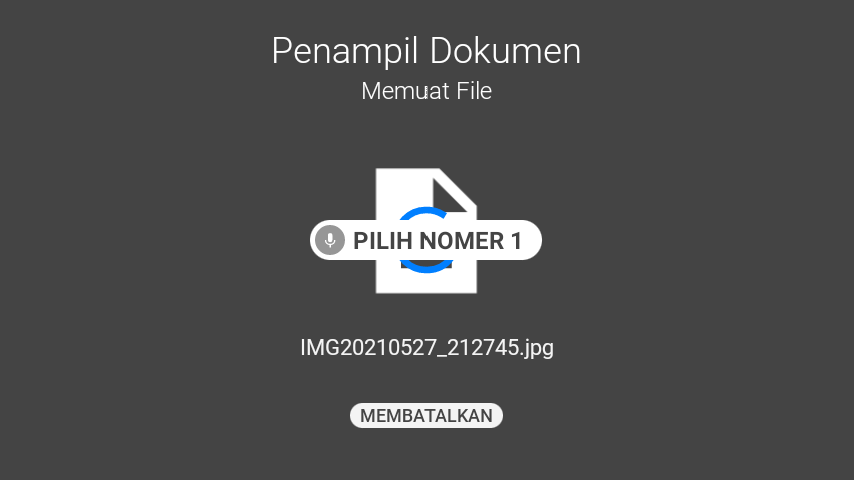 Penampil Dokumen
Memuat File
PILIH NOMER 1
IMG20210527_212745.jpg
MEMBATALKAN